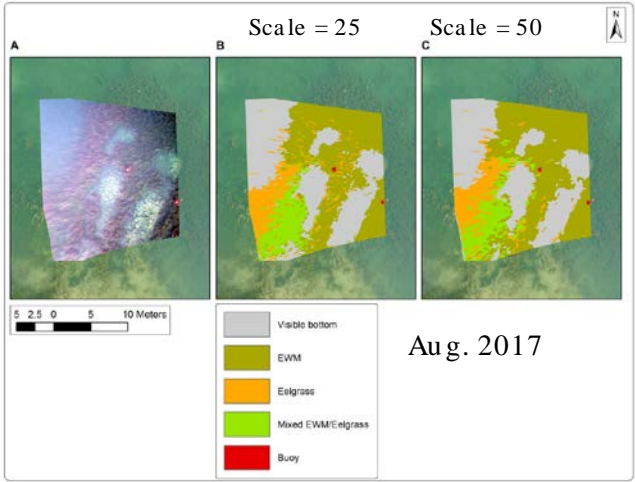 Scale = 25 Scale = 50
N
A B C
5 2.5 0 5 10 Meters
Visible bottom
EWM
Eelgrass
Mixed EWM/Eelgrass
Buoy
Aug. 2017